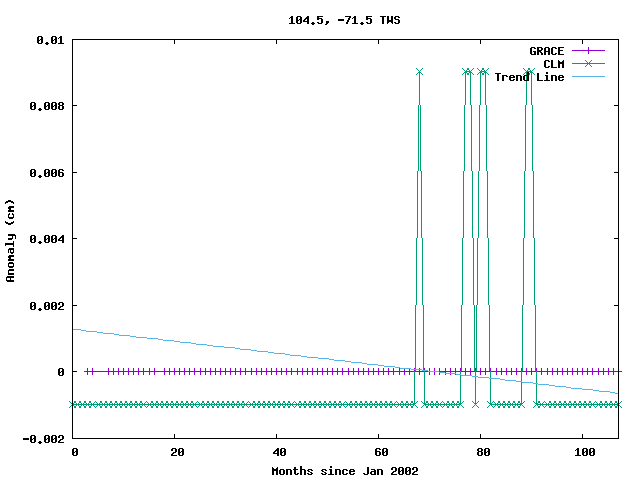 104.5, -71.5 TWS
0.01
0.008
0.006
0.004
0.002
0
-0.002
Anomaly (cm)
GRACE
CLM
Trend Line
0 20 40 60 80 100
Months since Jan 2002